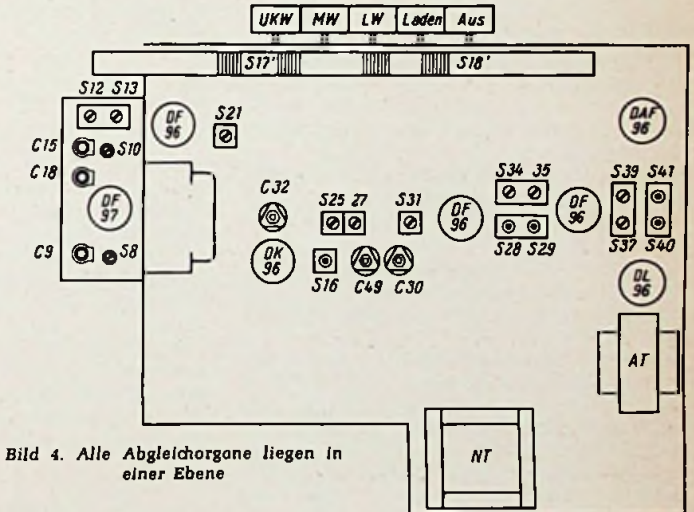 UKW MW LW Laden Aus
S17' S18'
S12 S13
DF 96
S21
DAF 96
C15 S10
C18
DF 97
C9 S8
C32
S25 27
S31
DF 96
S34 35
DF 96
S39 S41
DK 96
S16 C49 C30
S28 S29
S37 S40
DL 96
AT
NT
Bild 4. Alle Abgleichorgane liegen in
einer Ebene